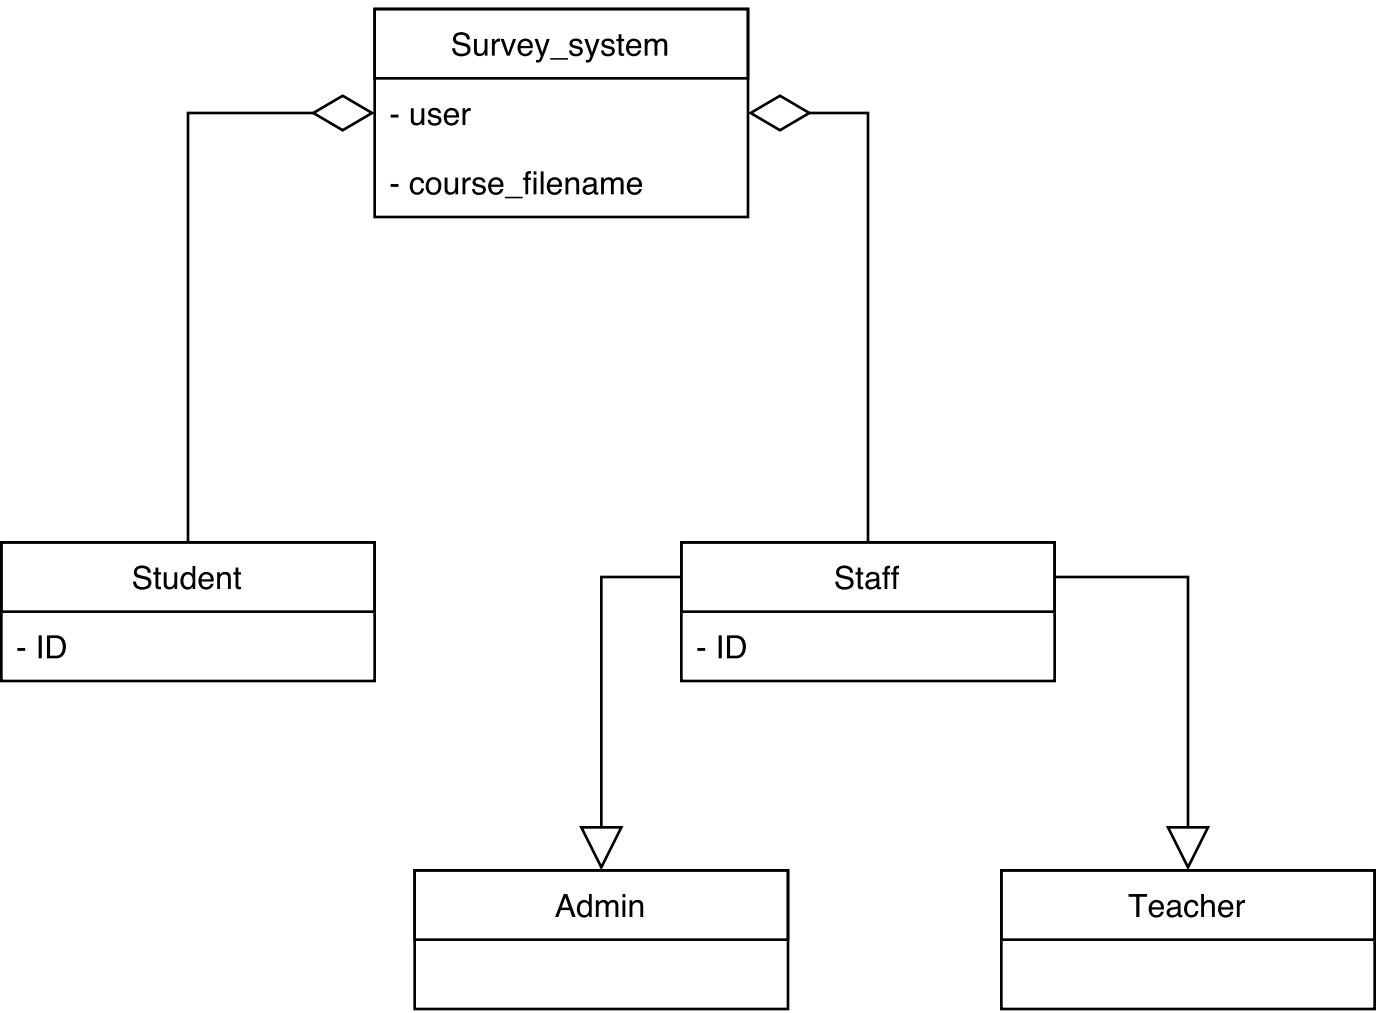 Survey_system
- user
- course_filename
Student
- ID
Staff
- ID
Admin
Teacher